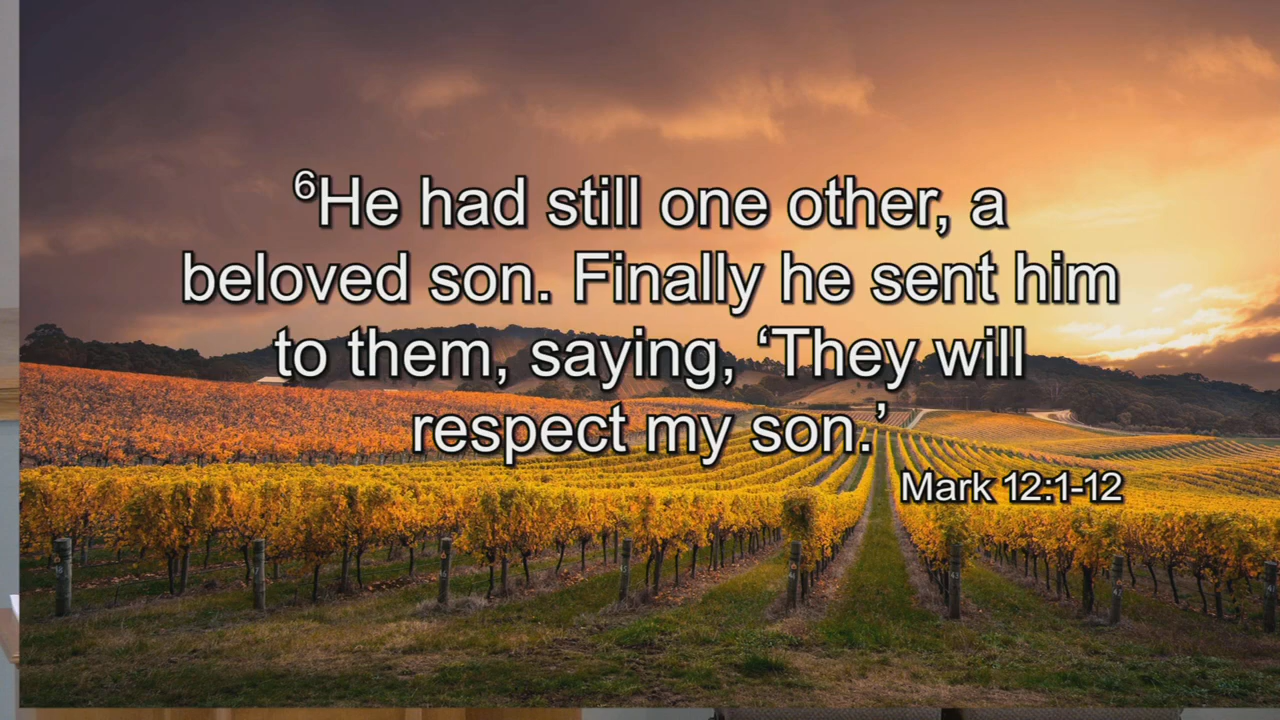 ⁶He had still one other, a
beloved son. Finally he sent him
to them, saying, ‘They will
respect my son.’
Mark 12:1-12